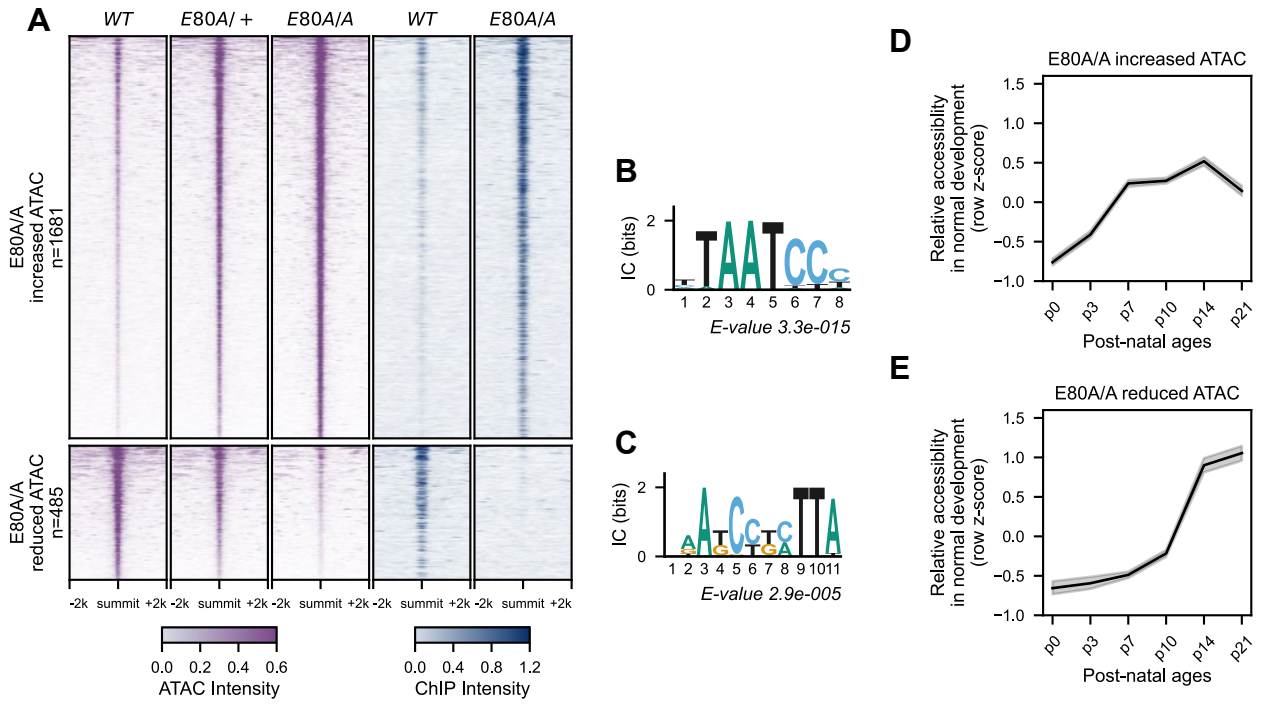 A
WT
E80A/+
E80A/A
WT
E80A/A
E80A/A
increased ATAC
n=1681
E80A/A
reduced ATAC
n=485
-2k summit +2k -2k summit +2k -2k summit +2k -2k summit +2k -2k summit +2k
0.0 0.2 0.4 0.6
ATAC Intensity
0.0 0.4 0.8 1.2
ChIP Intensity
B
IC (bits)
2
0
TAATCCC
1 2 3 4 5 6 7 8
E-value 3.3e-015
C
IC (bits)
2
0
1 2 3 4 5 6 7 8 9 10 11
E-value 2.9e-005
D
E80A/A increased ATAC
Relative accessiblity
in normal development
(row z-score)
1.5
1.0
0.5
0.0
−0.5
−1.0
p0 p3 p7 p10 p14 p21
Post-natal ages
E
E80A/A reduced ATAC
Relative accessiblity
in normal development
(row z-score)
1.5
1.0
0.5
0.0
−0.5
−1.0
p0 p3 p7 p10 p14 p21
Post-natal ages